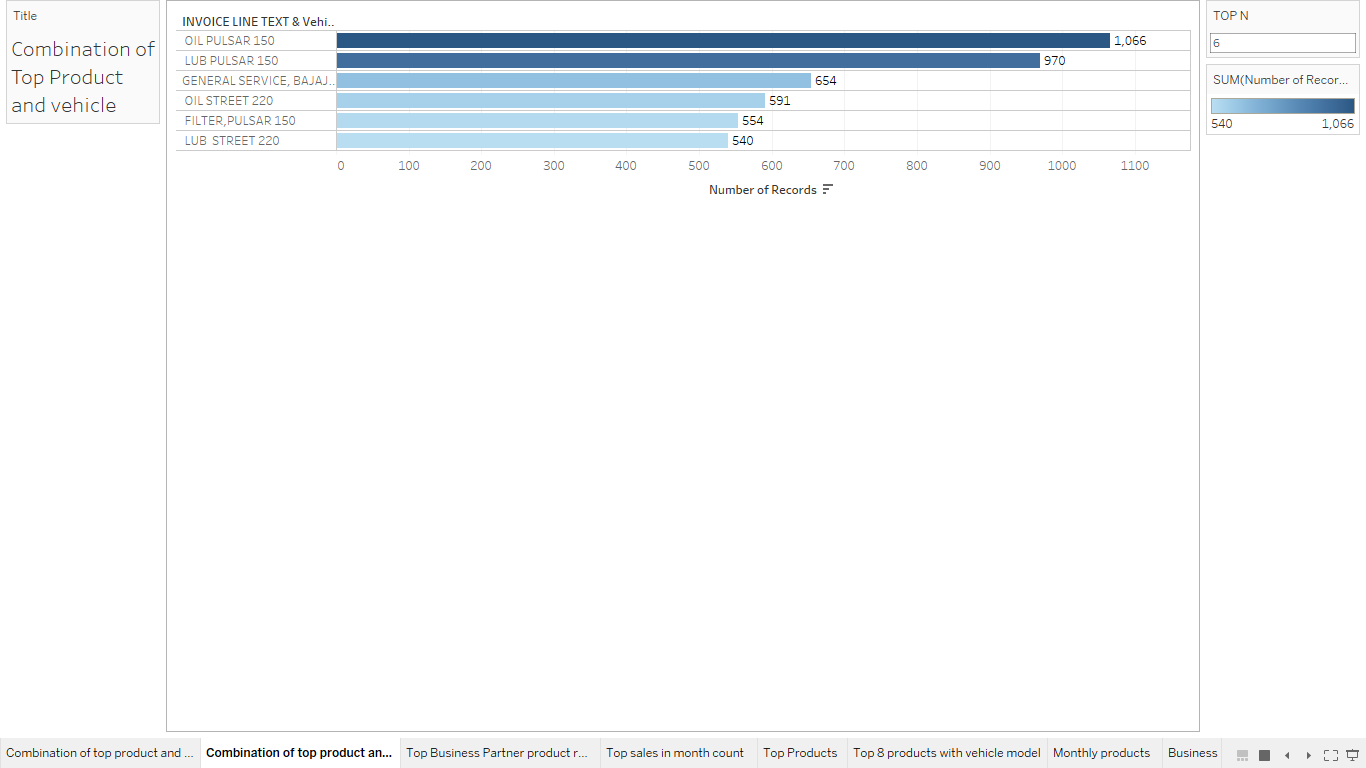 Title
Combination of
Top Product
and vehicle
INVOICE LINE TEXT & Vehi..
OIL PULSAR 150
1,066
LUB PULSAR 150
970
GENERAL SERVICE, BAJAJ..
654
OIL STREET 220
591
FILTER,PULSAR 150
554
LUB STREET 220
540
0 100 200 300 400 500 600 700 800 900 1000 1100
Number of Records
TOP N
6
SUM(Number of Recor...
540 1,066
Combination of top product and ... Combination of top product an... Top Business Partner product r... Top sales in month count Top Products Top 8 products with vehicle model Monthly products Business